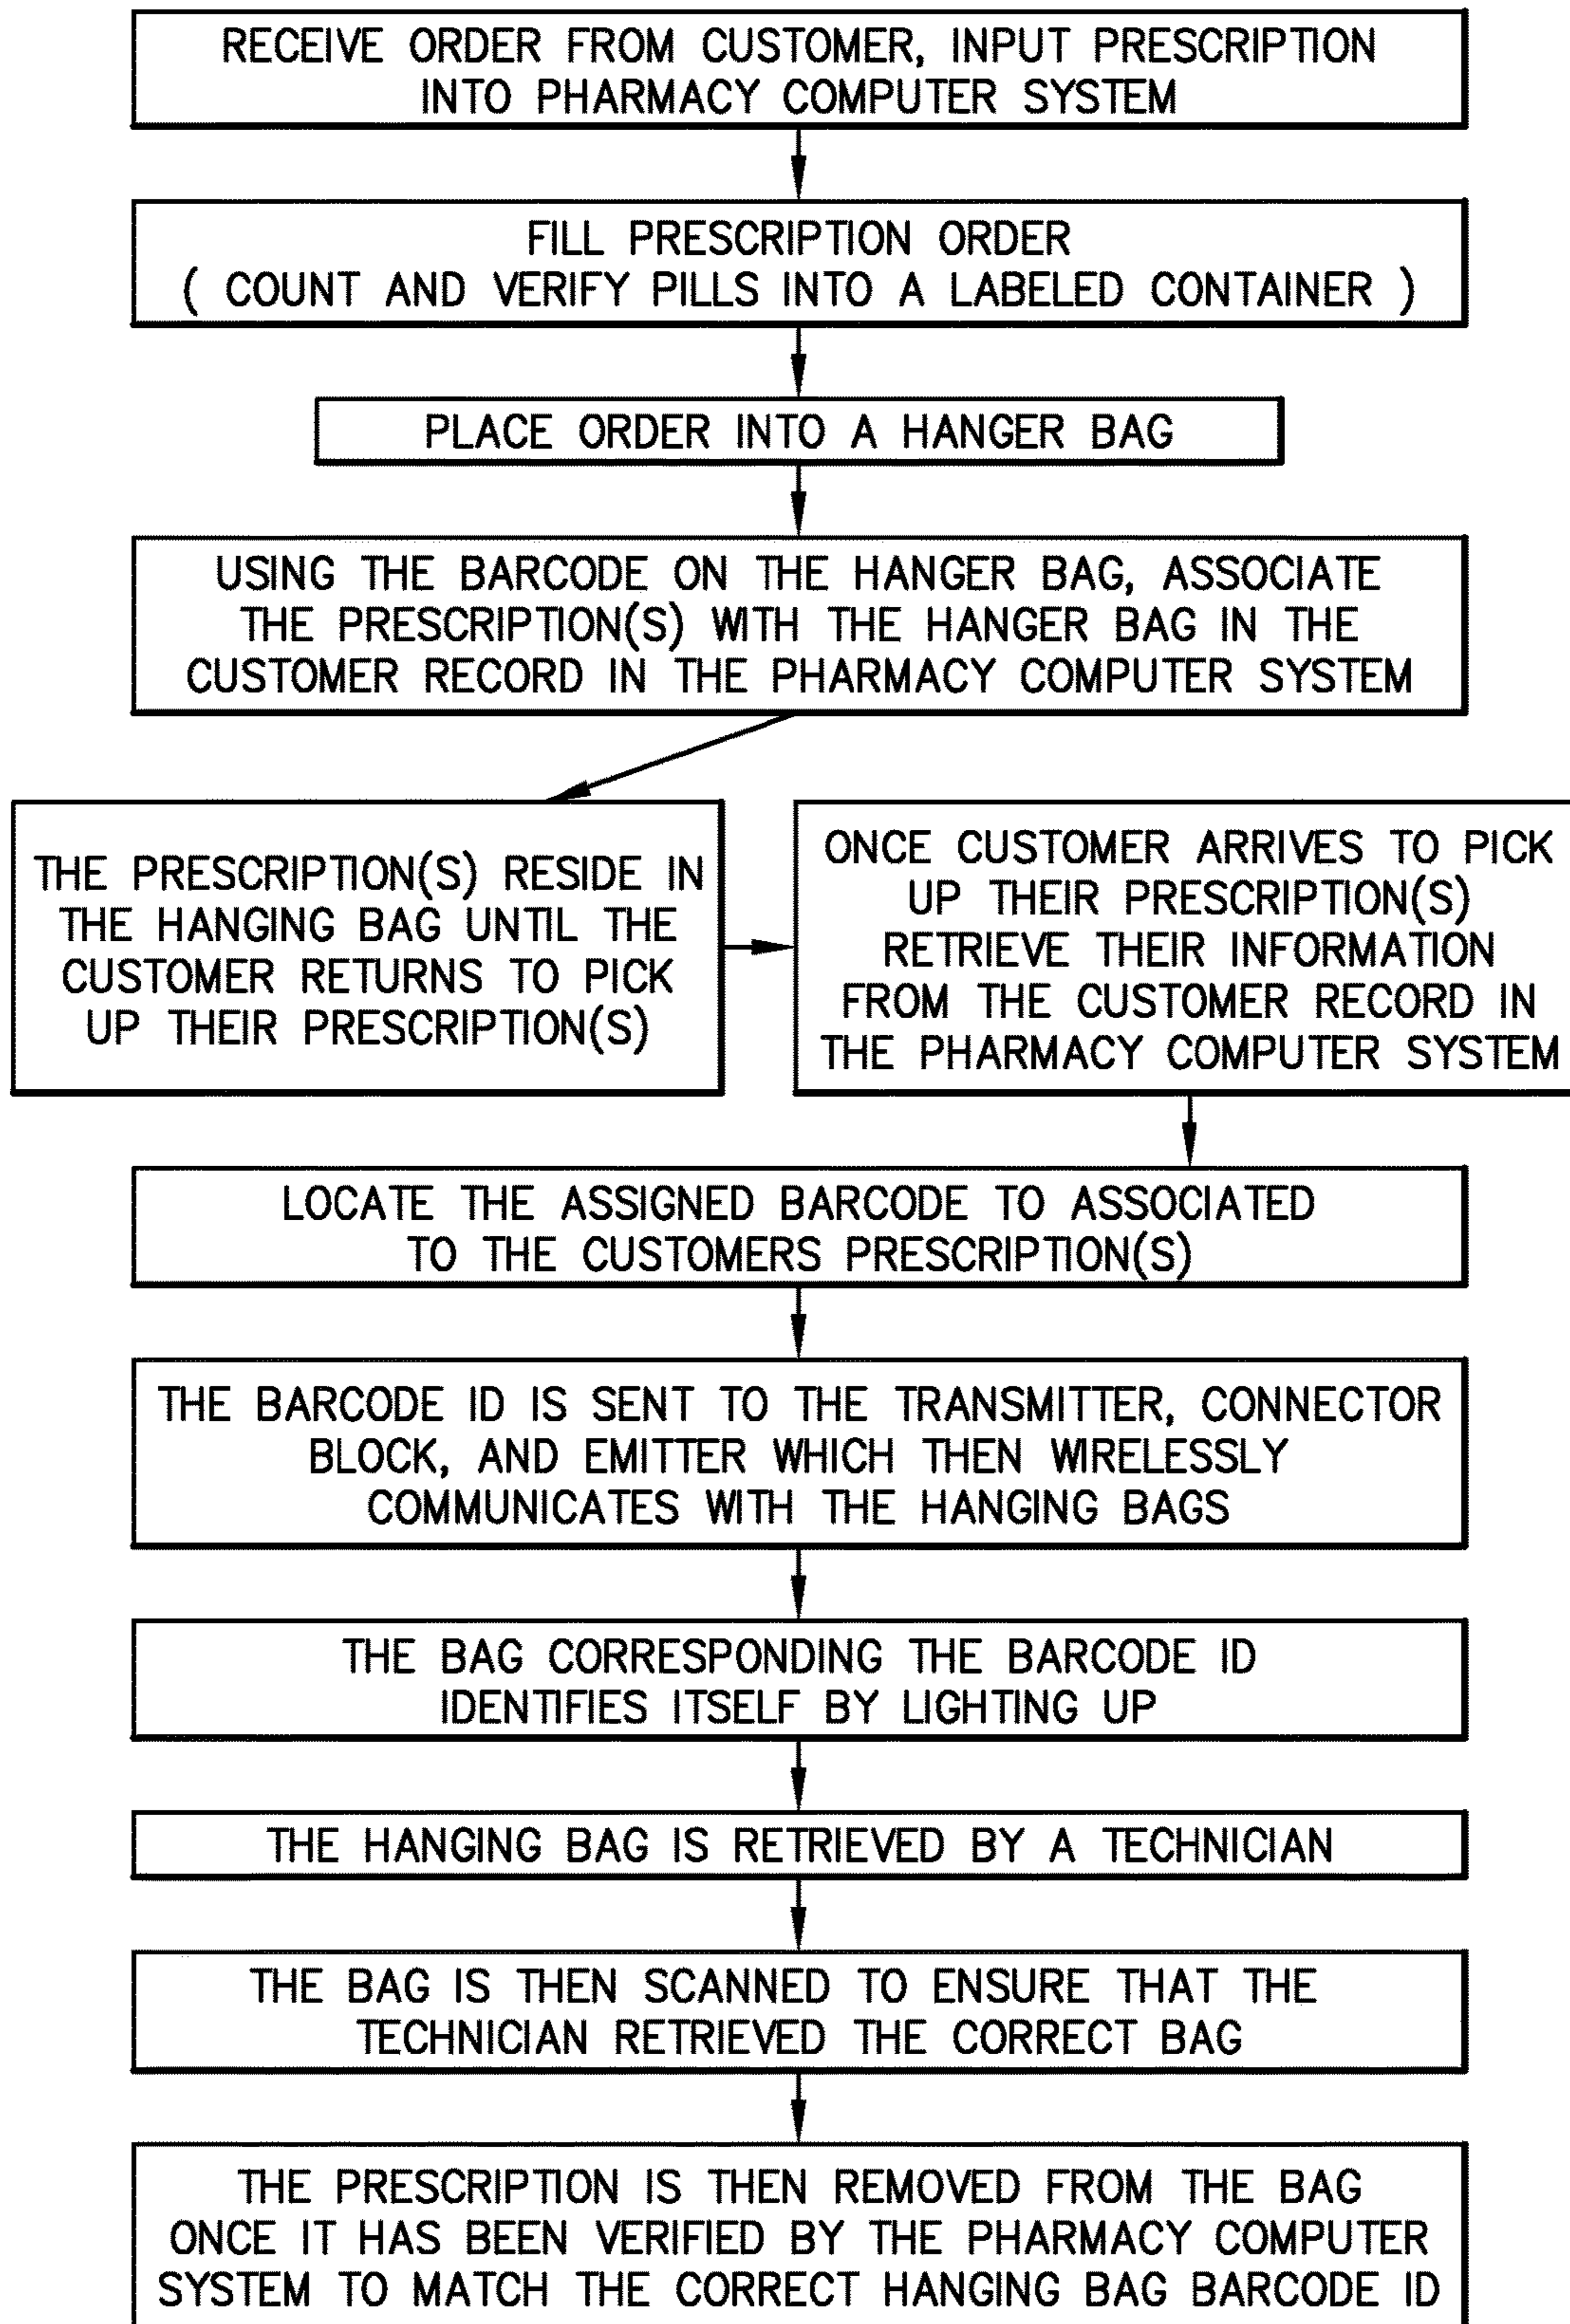 RECEIVE ORDER FROM CUSTOMER, INPUT PRESCRIPTION
INTO PHARMACY COMPUTER SYSTEM
FILL PRESCRIPTION ORDER
( COUNT AND VERIFY PILLS INTO A LABELED CONTAINER )
PLACE ORDER INTO A HANGER BAG
USING THE BARCODE ON THE HANGER BAG, ASSOCIATE
THE PRESCRIPTION(S) WITH THE HANGER BAG IN THE
CUSTOMER RECORD IN THE PHARMACY COMPUTER SYSTEM
THE PRESCRIPTION(S) RESIDE IN
THE HANGING BAG UNTIL THE
CUSTOMER RETURNS TO PICK
UP THEIR PRESCRIPTION(S)
ONCE CUSTOMER ARRIVES TO PICK
UP THEIR PRESCRIPTION(S)
RETRIEVE THEIR INFORMATION
FROM THE CUSTOMER RECORD IN
THE PHARMACY COMPUTER SYSTEM
LOCATE THE ASSIGNED BARCODE TO ASSOCIATED
TO THE CUSTOMERS PRESCRIPTION(S)
THE BARCODE ID IS SENT TO THE TRANSMITTER, CONNECTOR
BLOCK, AND EMITTER WHICH THEN WIRELESSLY
COMMUNICATES WITH THE HANGING BAGS
THE BAG CORRESPONDING THE BARCODE ID
IDENTIFIES ITSELF BY LIGHTING UP
THE HANGING BAG IS RETRIEVED BY A TECHNICIAN
THE BAG IS THEN SCANNED TO ENSURE THAT THE
TECHNICIAN RETRIEVED THE CORRECT BAG
THE PRESCRIPTION IS THEN REMOVED FROM THE BAG
ONCE IT HAS BEEN VERIFIED BY THE PHARMACY COMPUTER
SYSTEM TO MATCH THE CORRECT HANGING BAG BARCODE ID